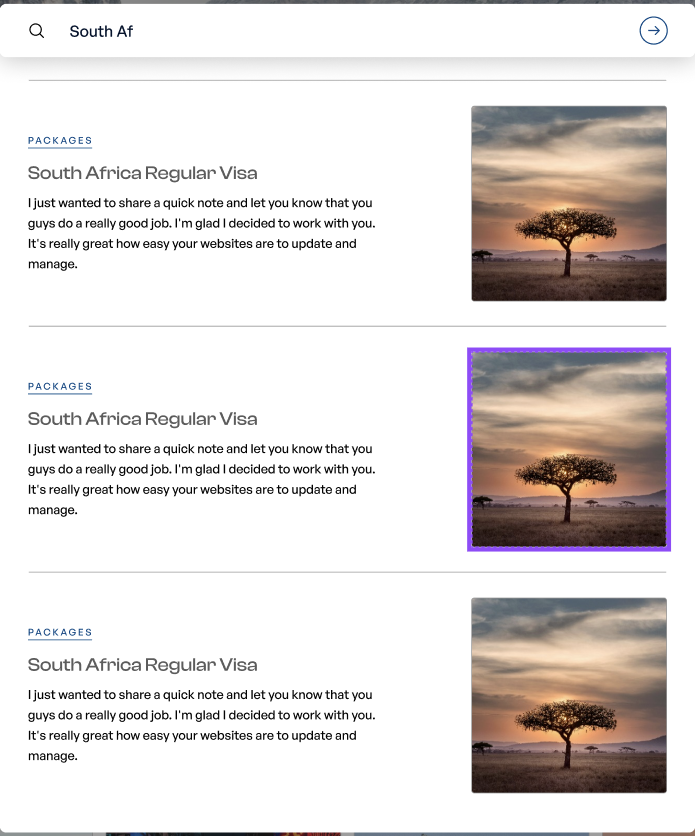 South Af
PACKAGES
South Africa Regular Visa
I just wanted to share a quick note and let you know that you
guys do a really good job. I'm glad I decided to work with you.
It's really great how easy your websites are to update and
manage.
PACKAGES
South Africa Regular Visa
I just wanted to share a quick note and let you know that you
guys do a really good job. I'm glad I decided to work with you.
It's really great how easy your websites are to update and
manage.
PACKAGES
South Africa Regular Visa
I just wanted to share a quick note and let you know that you
guys do a really good job. I'm glad I decided to work with you.
It's really great how easy your websites are to update and
manage.